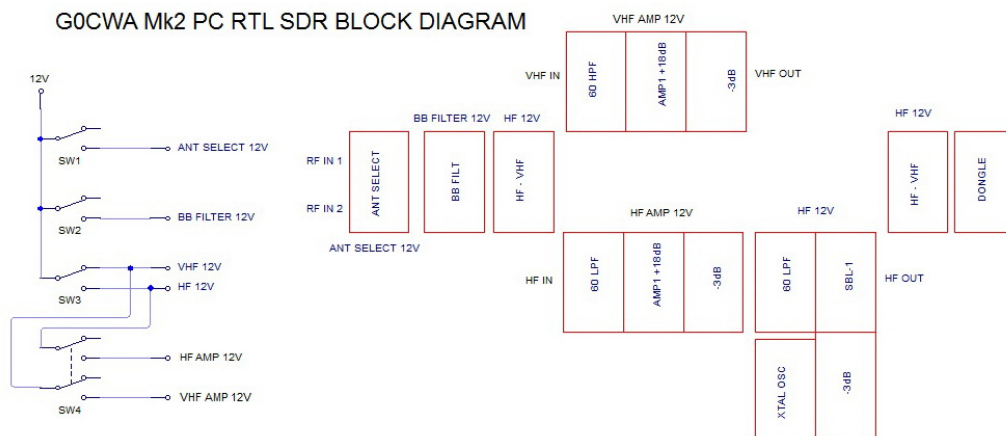 G0CWA Mk2 PC RTL SDR BLOCK DIAGRAM
12V
SW1
ANT SELECT 12V
SW2
BB FILTER 12V
SW3
VHF 12V
HF 12V
HF AMP 12V
SW4
VHF AMP 12V
RF IN 1
RF IN 2
ANT SELECT
ANT SELECT 12V
BB FILTER 12V
BB FILT
HF 12V
HF - VHF
VHF AMP 12V
VHF IN
60 HPF
AMP1 +18dB
-3dB
VHF OUT
HF AMP 12V
HF IN
60 LPF
AMP1 +18dB
-3dB
HF 12V
60 LPF
SBL-1
HF OUT
XTAL OSC
-3dB
HF 12V
HF - VHF
DONGLE